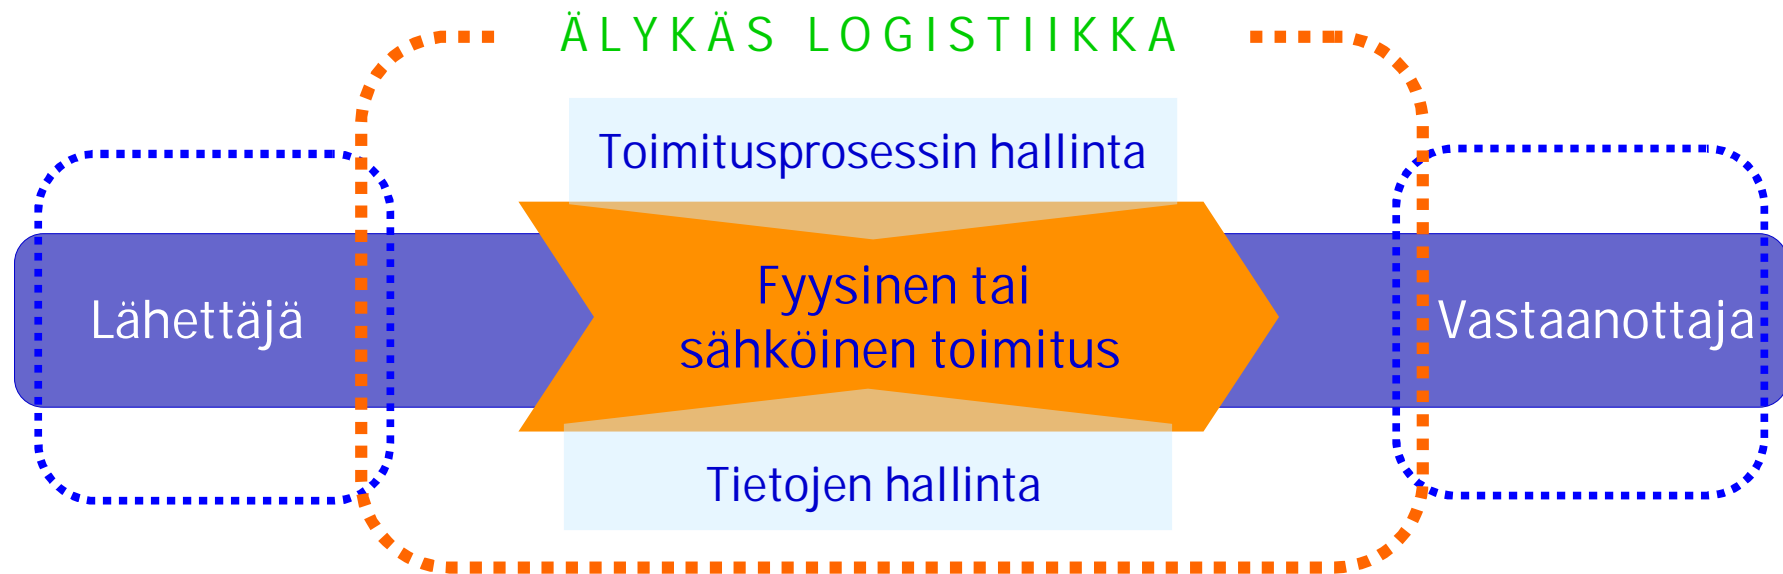 ÄLYKÄS LOGISTIIKKA
Toimitusprosessin hallinta
Lähettäjä
Fyysinen tai
sähköinen toimitus
Vastaanottaja
Tietojen hallinta